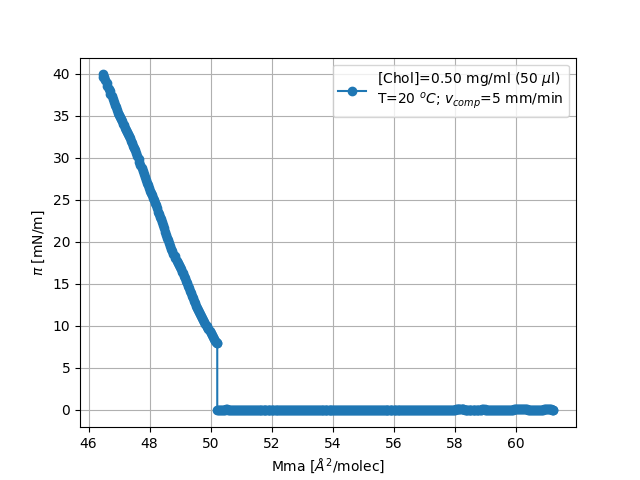 [Chol]=0.50 mg/ml (50 μl)
T=20 °C; v_comp=5 mm/min
40
35
30
25
20
15
10
5
0
π [mN/m]
46 48 50 52 54 56 58 60
Mma [Å²/molec]